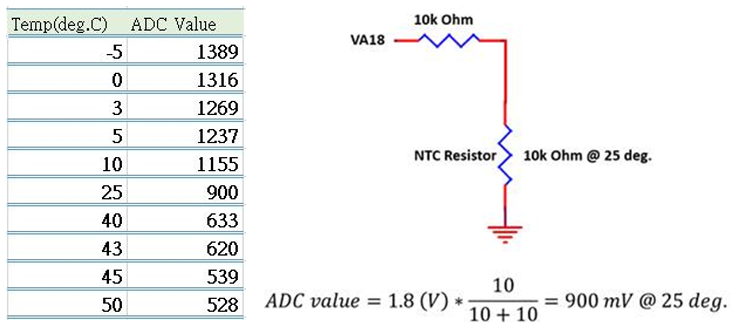 Temp(deg.C) ADC Value
-5 1389
0 1316
3 1269
5 1237
10 1155
25 900
40 633
43 620
45 539
50 528
10k Ohm
VA18
NTC Resistor 10k Ohm @ 25 deg.
ADC value = 1.8 (V) * 10 / 10 + 10 = 900 mV @ 25 deg.